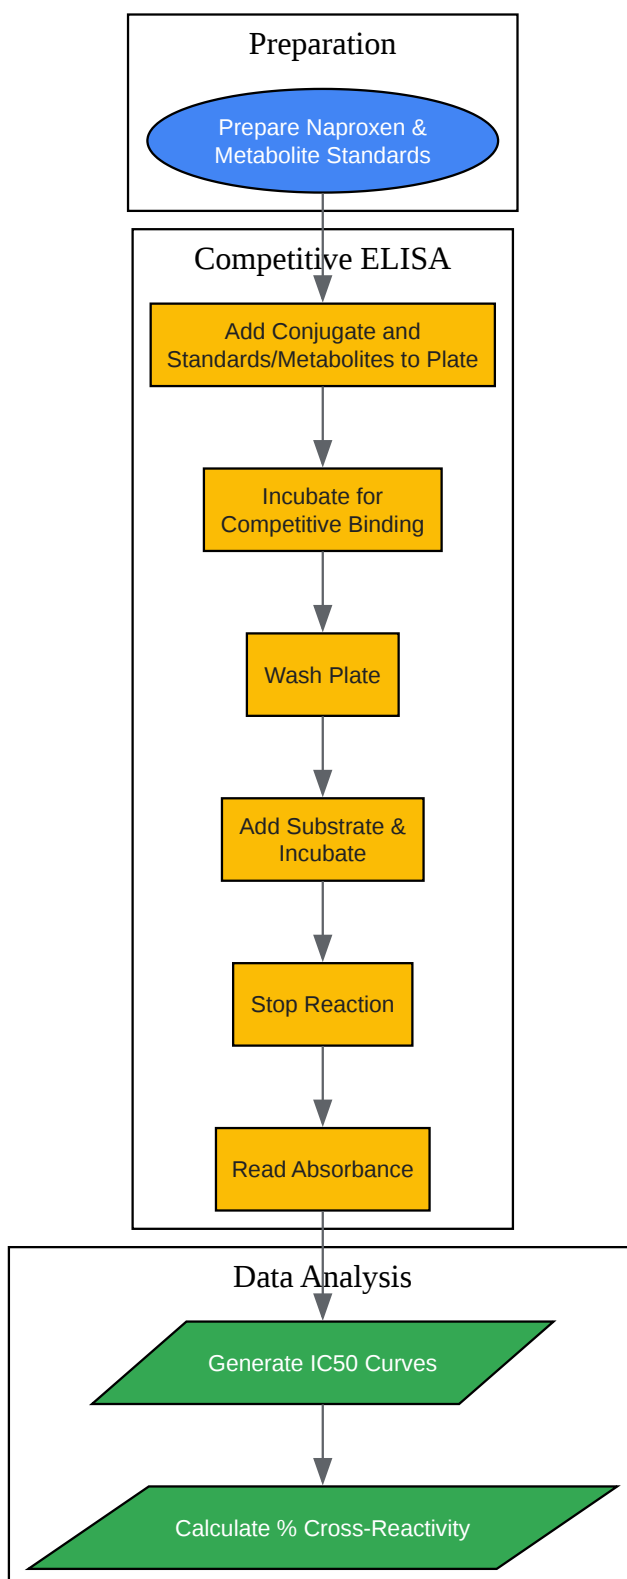 Preparation
Prepare Naproxen &
Metabolite Standards
Competitive ELISA
Add Conjugate and
Standards/Metabolites to Plate
Incubate for
Competitive Binding
Wash Plate
Add Substrate &
Incubate
Stop Reaction
Read Absorbance
Data Analysis
Generate IC50 Curves
Calculate % Cross-Reactivity